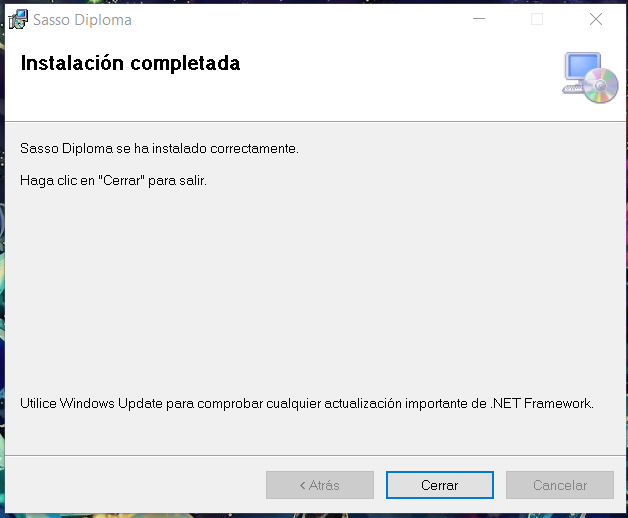 Sasso Diploma
Instalación completada
Sasso Diploma se ha instalado correctamente.
Haga clic en "Cerrar" para salir.
Utilice Windows Update para comprobar cualquier actualización importante de .NET Framework.
< Atrás Cerrar Cancelar